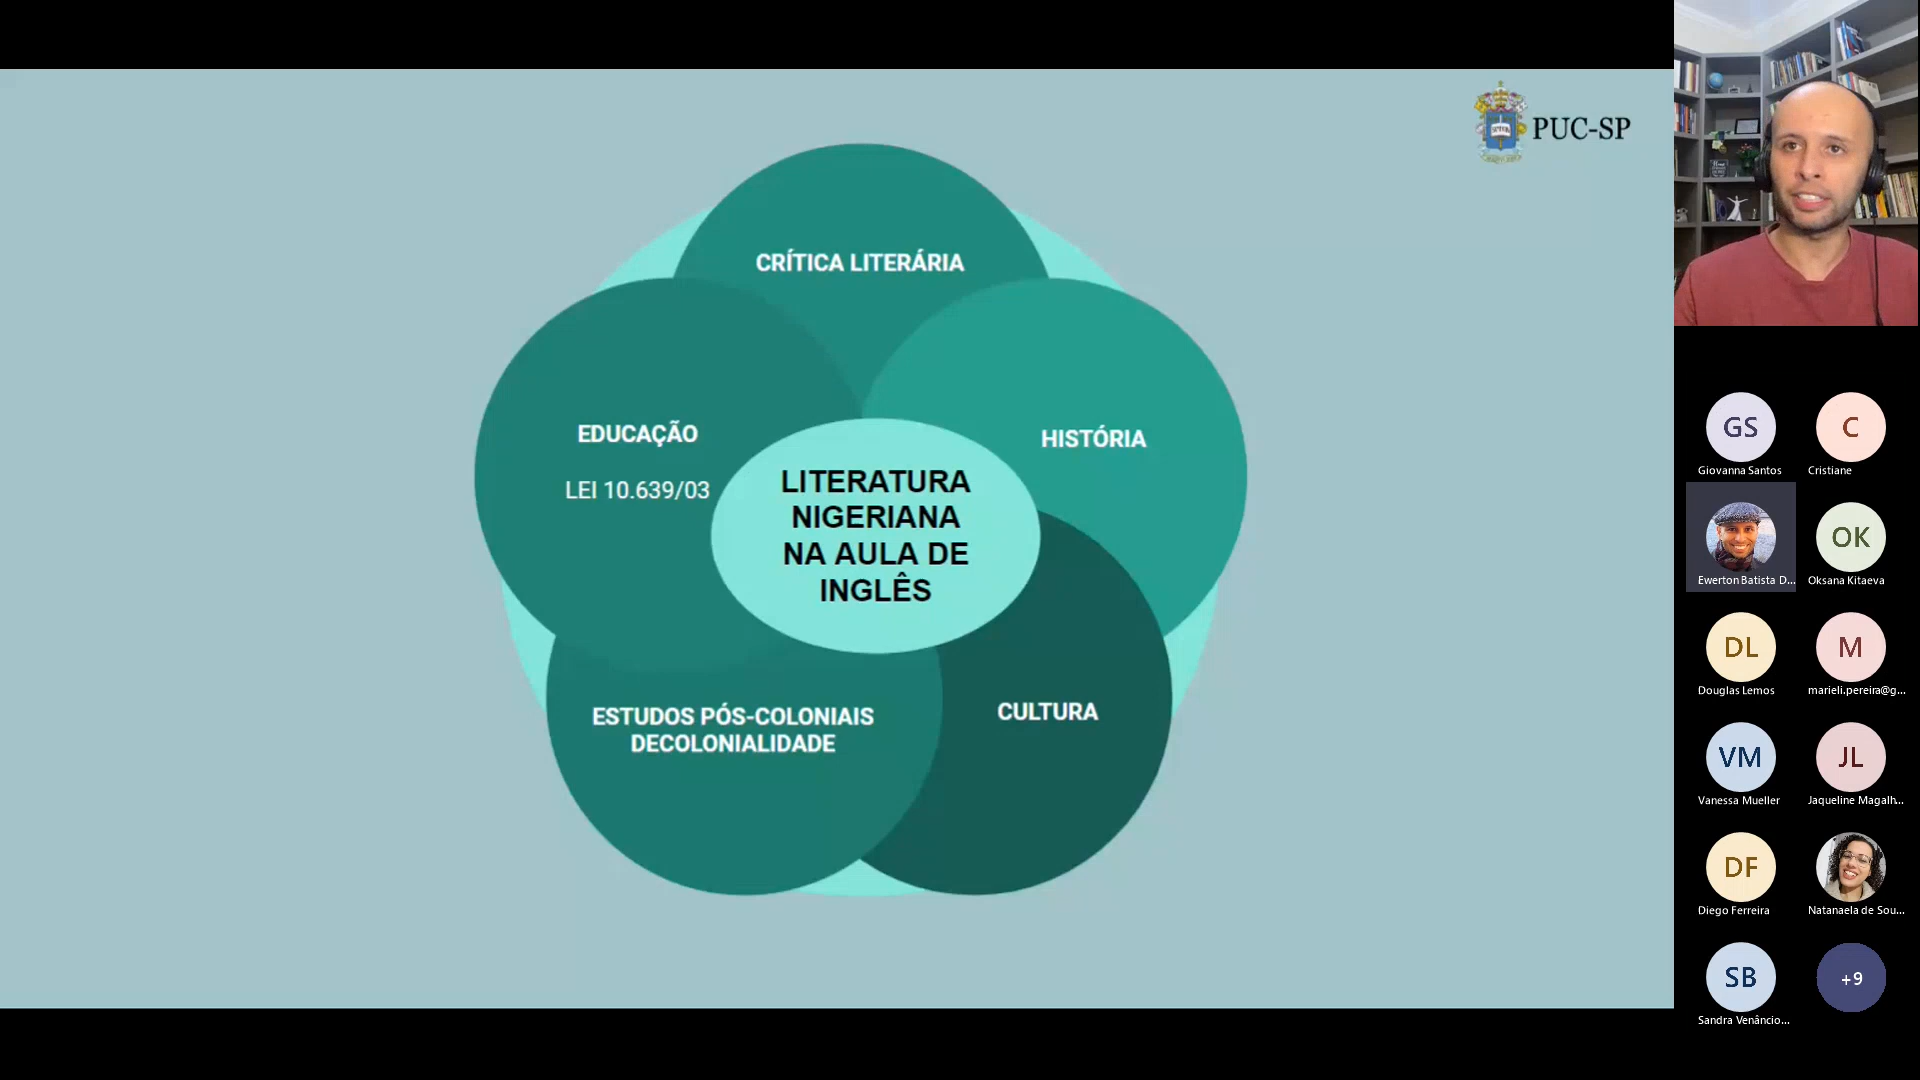 PUC-SP
CRÍTICA LITERÁRIA
EDUCAÇÃO
LEI 10.639/03
HISTÓRIA
LITERATURA
NIGERIANA
NA AULA DE
INGLÊS
ESTUDOS PÓS-COLONIAIS
DECOLONIALIDADE
CULTURA
GS
Giovanna Santos
C
Cristiane
Ewerton Batista D...
OK
Oksana Kitaeva
DL
Douglas Lemos
M
marieli.pereira@g...
VM
Vanessa Mueller
JL
Jaqueline Magalh...
DF
Diego Ferreira
Natanaela de Sou...
SB
Sandra Venâncio...
+9